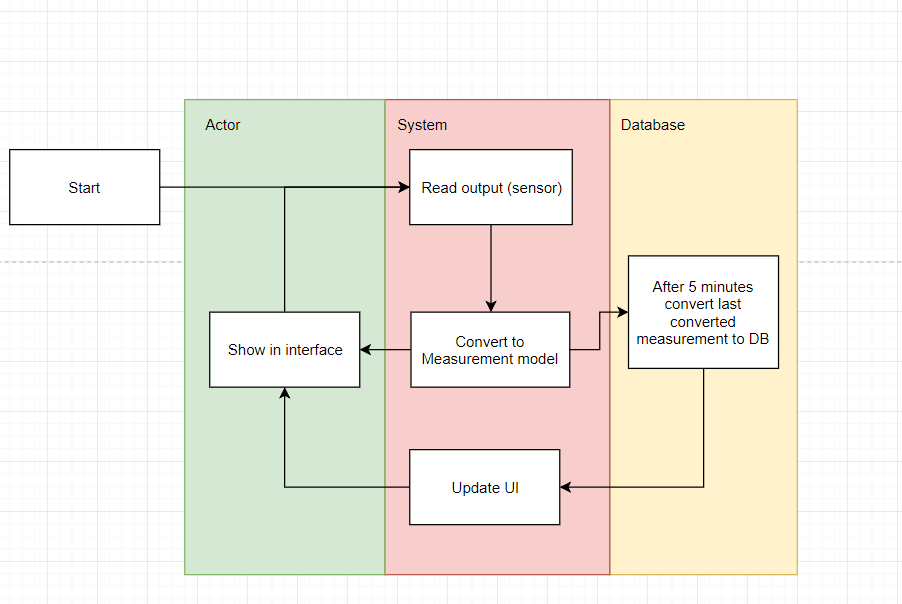 Actor
System
Database
Start
Read output (sensor)
After 5 minutes
convert last
converted
measurement to DB
Show in interface
Convert to
Measurement model
Update UI